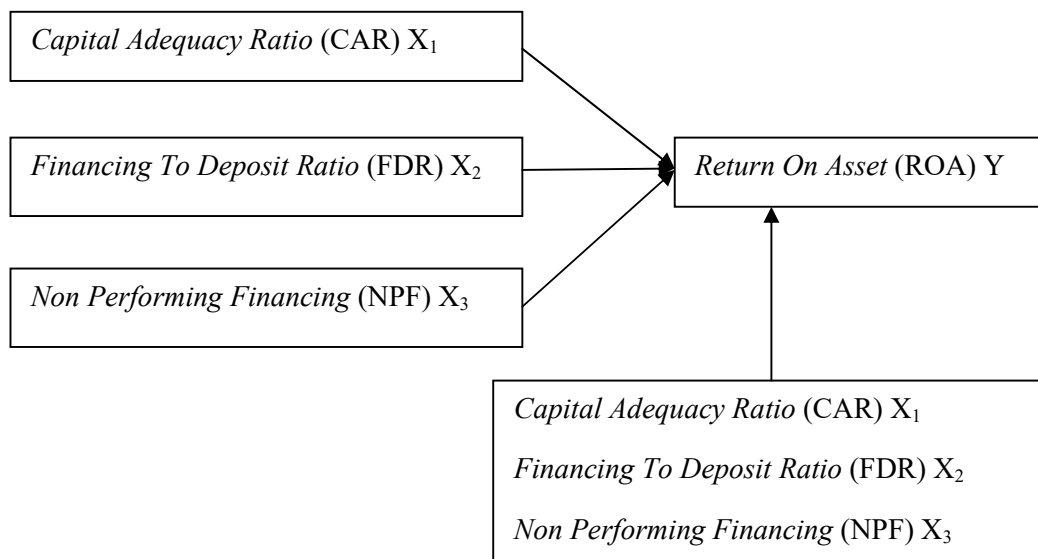 Capital Adequacy Ratio (CAR) X₁
Financing To Deposit Ratio (FDR) X₂
Return On Asset (ROA) Y
Non Performing Financing (NPF) X₃
Capital Adequacy Ratio (CAR) X₁
Financing To Deposit Ratio (FDR) X₂
Non Performing Financing (NPF) X₃